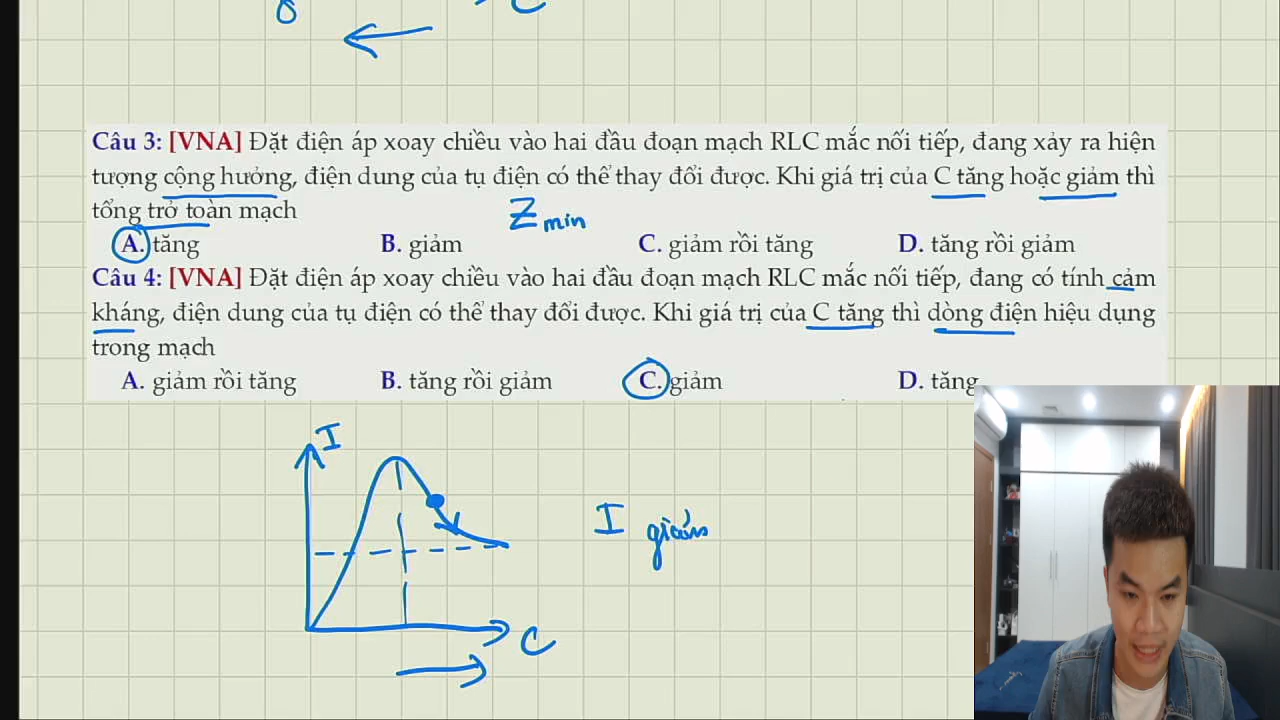 C
Câu 3: [VNA] Đặt điện áp xoay chiều vào hai đầu đoạn mạch RLC mắc nối tiếp, đang xảy ra hiện
tượng cộng hưởng, điện dung của tụ điện có thể thay đổi được. Khi giá trị của C tăng hoặc giảm thì
tổng trở toàn mạch
Z min
A. tăng B. giảm C. giảm rồi tăng D. tăng rồi giảm
Câu 4: [VNA] Đặt điện áp xoay chiều vào hai đầu đoạn mạch RLC mắc nối tiếp, đang có tính cảm
kháng, điện dung của tụ điện có thể thay đổi được. Khi giá trị của C tăng thì dòng điện hiệu dụng
trong mạch
A. giảm rồi tăng B. tăng rồi giảm C. giảm D. tăng
I
I giảm
C